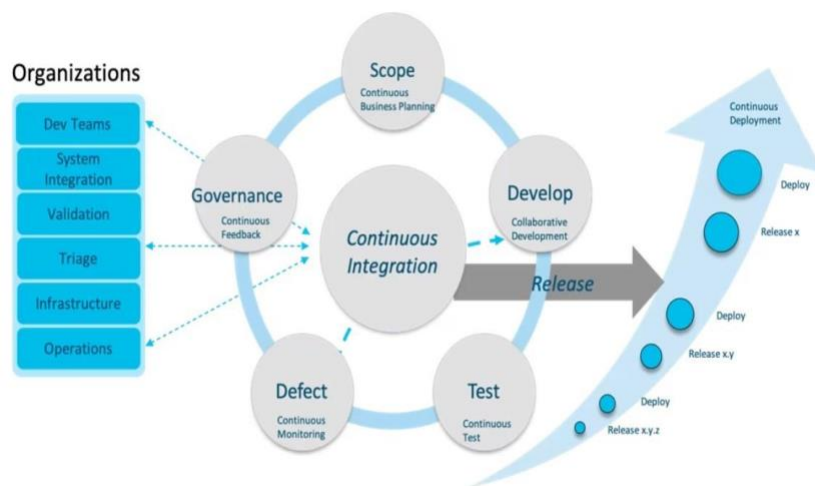 Organizations
Dev Teams
System
Integration
Validation
Triage
Infrastructure
Operations
Scope
Continuous
Business Planning
Governance
Continuous
Feedback
Develop
Collaborative
Development
Continuous
Integration
Release
Defect
Continuous
Monitoring
Test
Continuous
Test
Continuous
Deployment
Deploy
Release x
Deploy
Release x.y
Deploy
Release x.y.z